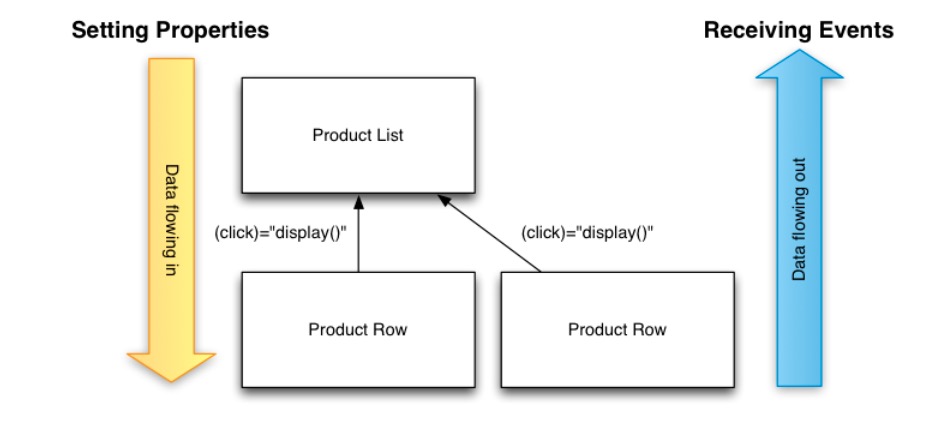 Setting Properties
Receiving Events
Product List
Data flowing in
Data flowing out
(click)="display()"
(click)="display()"
Product Row
Product Row